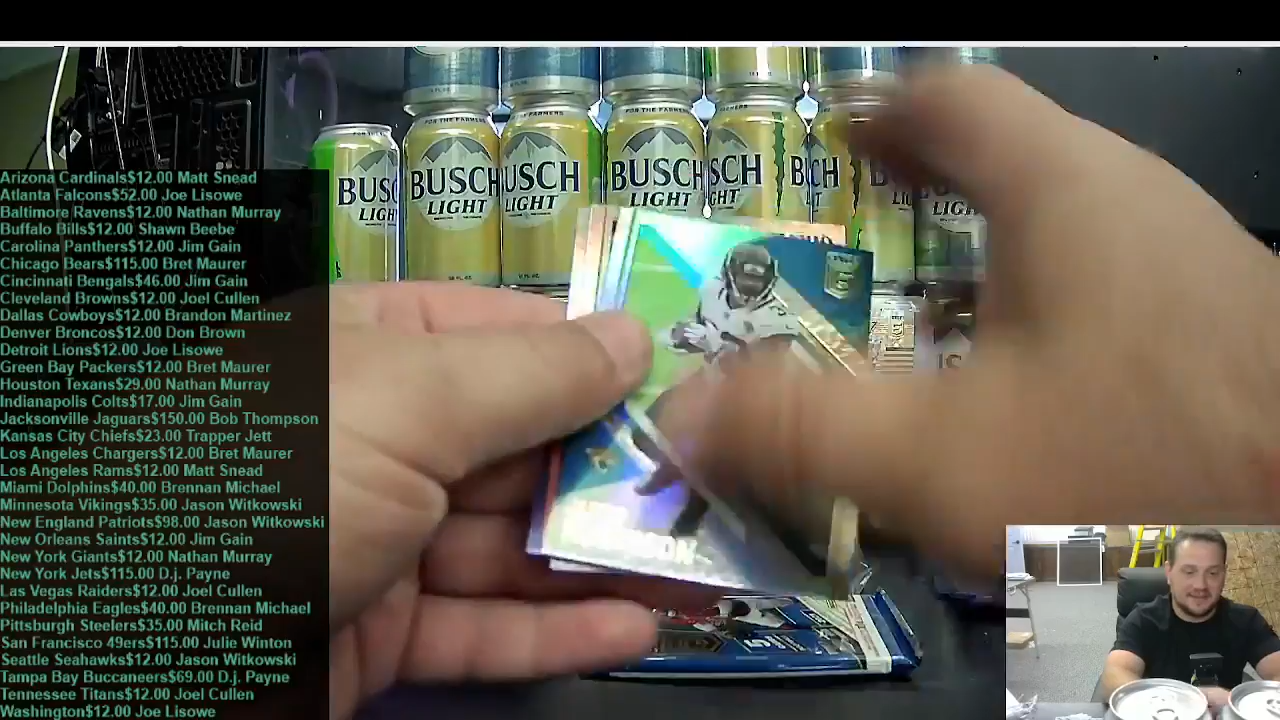 Arizona Cardinals$12.00 Matt Snead
Atlanta Falcons$52.00 Joe Lisowe
Baltimore Ravens$12.00 Nathan Murray
Buffalo Bills$12.00 Shawn Beebe
Carolina Panthers$12.00 Jim Gain
Chicago Bears$115.00 Bret Maurer
Cincinnati Bengals$46.00 Jim Gain
Cleveland Browns$12.00 Joel Cullen
Dallas Cowboys$12.00 Brandon Martinez
Denver Broncos$12.00 Don Brown
Detroit Lions$12.00 Joe Lisowe
Green Bay Packers$12.00 Bret Maurer
Houston Texans$29.00 Nathan Murray
Indianapolis Colts$17.00 Jim Gain
Jacksonville Jaguars$150.00 Bob Thompson
Kansas City Chiefs$23.00 Trapper Jett
Los Angeles Chargers$12.00 Bret Maurer
Los Angeles Rams$12.00 Matt Snead
Miami Dolphins$40.00 Brennan Michael
Minnesota Vikings$35.00 Jason Witkowski
New England Patriots$98.00 Jason Witkowski
New Orleans Saints$12.00 Jim Gain
New York Giants$12.00 Nathan Murray
New York Jets$115.00 D.j. Payne
Las Vegas Raiders$12.00 Joel Cullen
Philadelphia Eagles$40.00 Brennan Michael
Pittsburgh Steelers$35.00 Mitch Reid
San Francisco 49ers$115.00 Julie Winton
Seattle Seahawks$12.00 Jason Witkowski
Tampa Bay Buccaneers$69.00 D.j. Payne
Tennessee Titans$12.00 Joel Cullen
Washington$12.00 Joe Lisowe
FOR THE FARMERS
BUSCH
LIGHT
FOR THE FARMERS
BUSCH
LIGHT
BUSCH
LIGHT